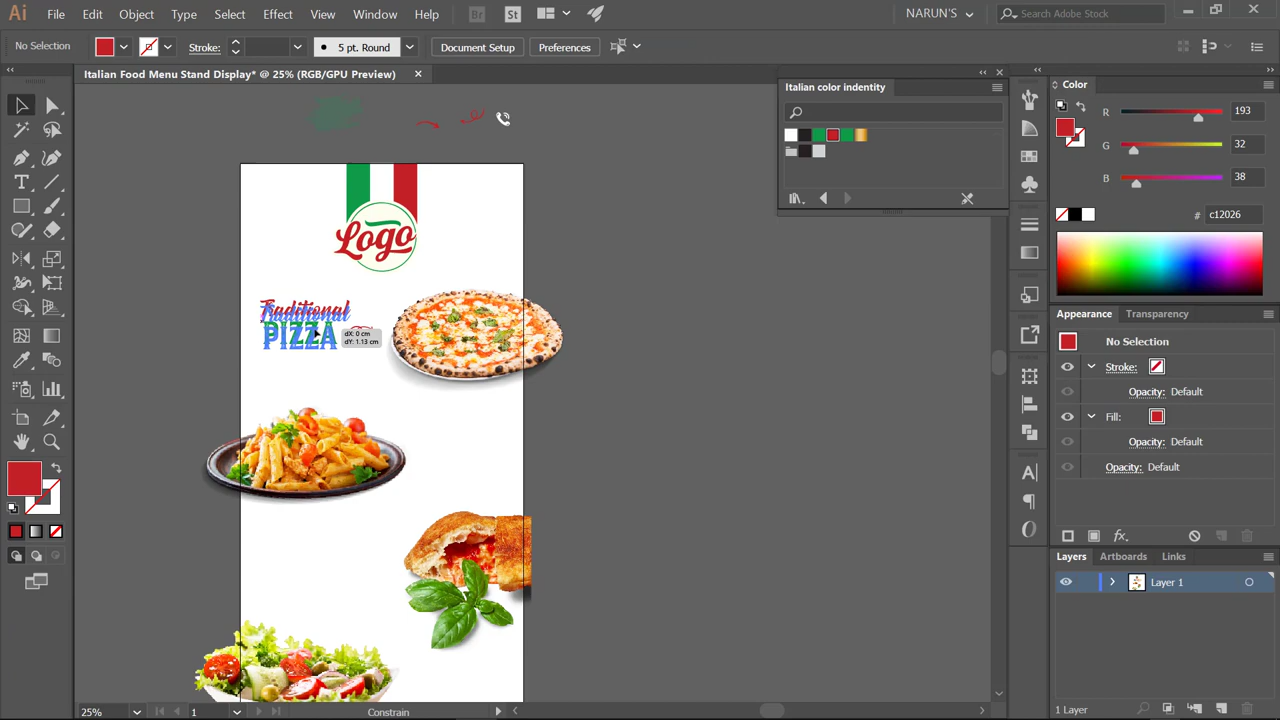 Ai File Edit Object Type Select Effect View Window Help Br St NARUN'S Search Adobe Stock
No Selection Stroke: 5 pt. Round Document Setup Preferences
Italian Food Menu Stand Display* @ 25% (RGB/GPU Preview)
Logo
Traditional
PIZZA
dX: 0 cm
dY: 1.13 cm
25% 1 Constrain
Italian color indentity
Color
R 193
G 32
B 38
# c12026
Appearance Transparency
No Selection
Stroke:
Opacity: Default
Fill:
Opacity: Default
Opacity: Default
fx
Layers Artboards Links
Layer 1
1 Layer